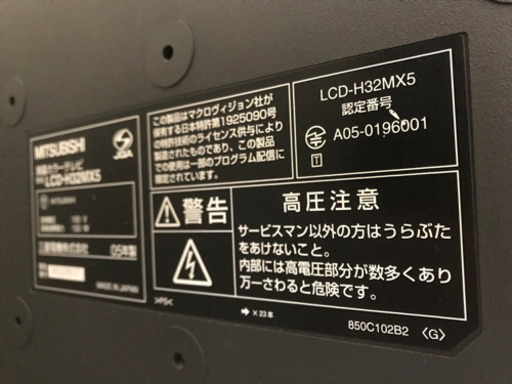 MITSUBISHI
JQA
液晶カラーテレビ
LCD-H32MX5
三菱電機株式会社 05年製
MADE IN JAPAN
この製品はマクロヴィジョン社が
保有する日本特許第1925090号
の特許技術のライセンス供与により
製造されたものであり、この技術の
使用は一部のプログラム配信に
限定されます。
LCD-H32MX5
認定番号
T
A05-0196001
警告
高圧注意
サービスマン以外の方はうらぶた
をあけないこと。
内部には高電圧部分が数多くあり
万一さわると危険です。
>PS<
➡×23本
850C102B2 〈G〉